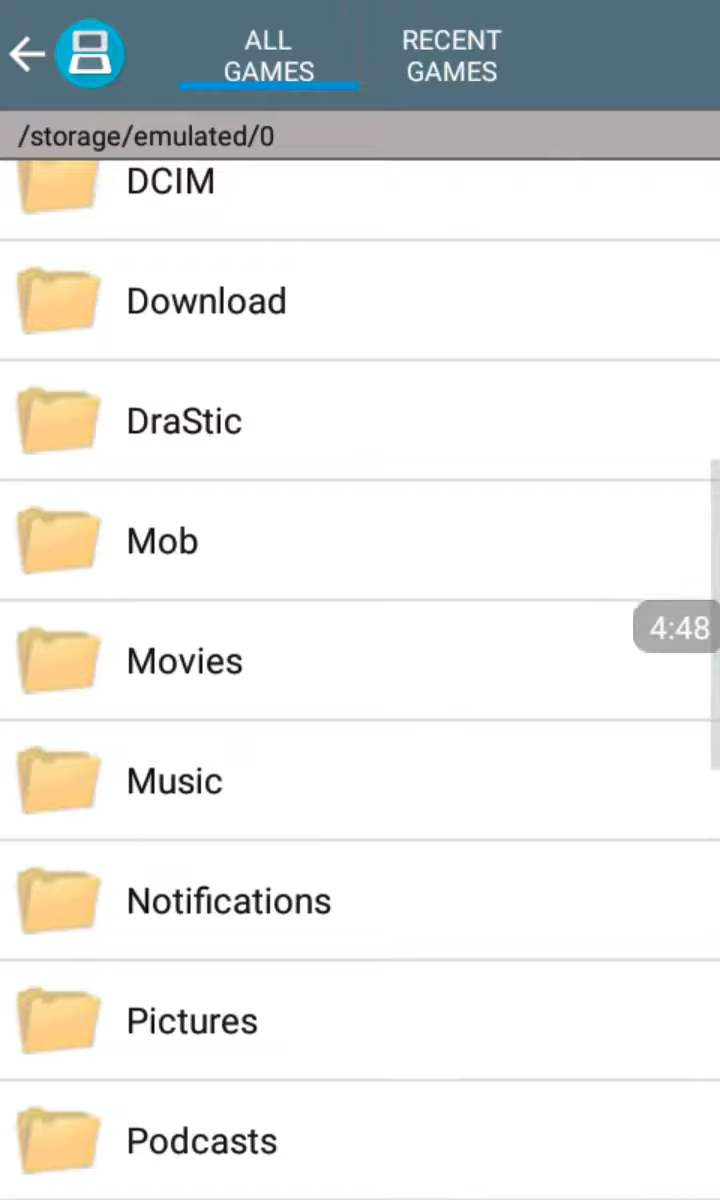 ALL
GAMES
RECENT
GAMES
/storage/emulated/0
DCIM
Download
DraStic
Mob
4:48
Movies
Music
Notifications
Pictures
Podcasts